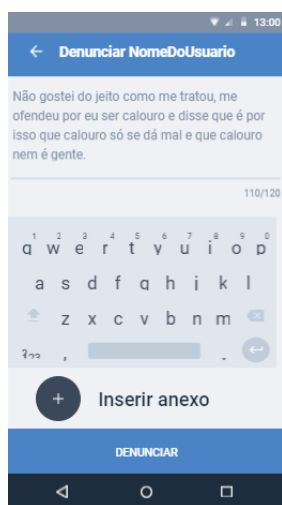 13:00
Denunciar NomeDoUsuario
Não gostei do jeito como me tratou, me
ofendeu por eu ser calouro e disse que é por
isso que calouro só se dá mal e que calouro
nem é gente.
110/120
1 2 3 4 5 6 7 8 9 0
q w e r t y u i o p
a s d f g h j k l
z x c v b n m
?123 , .
Inserir anexo
DENUNCIAR